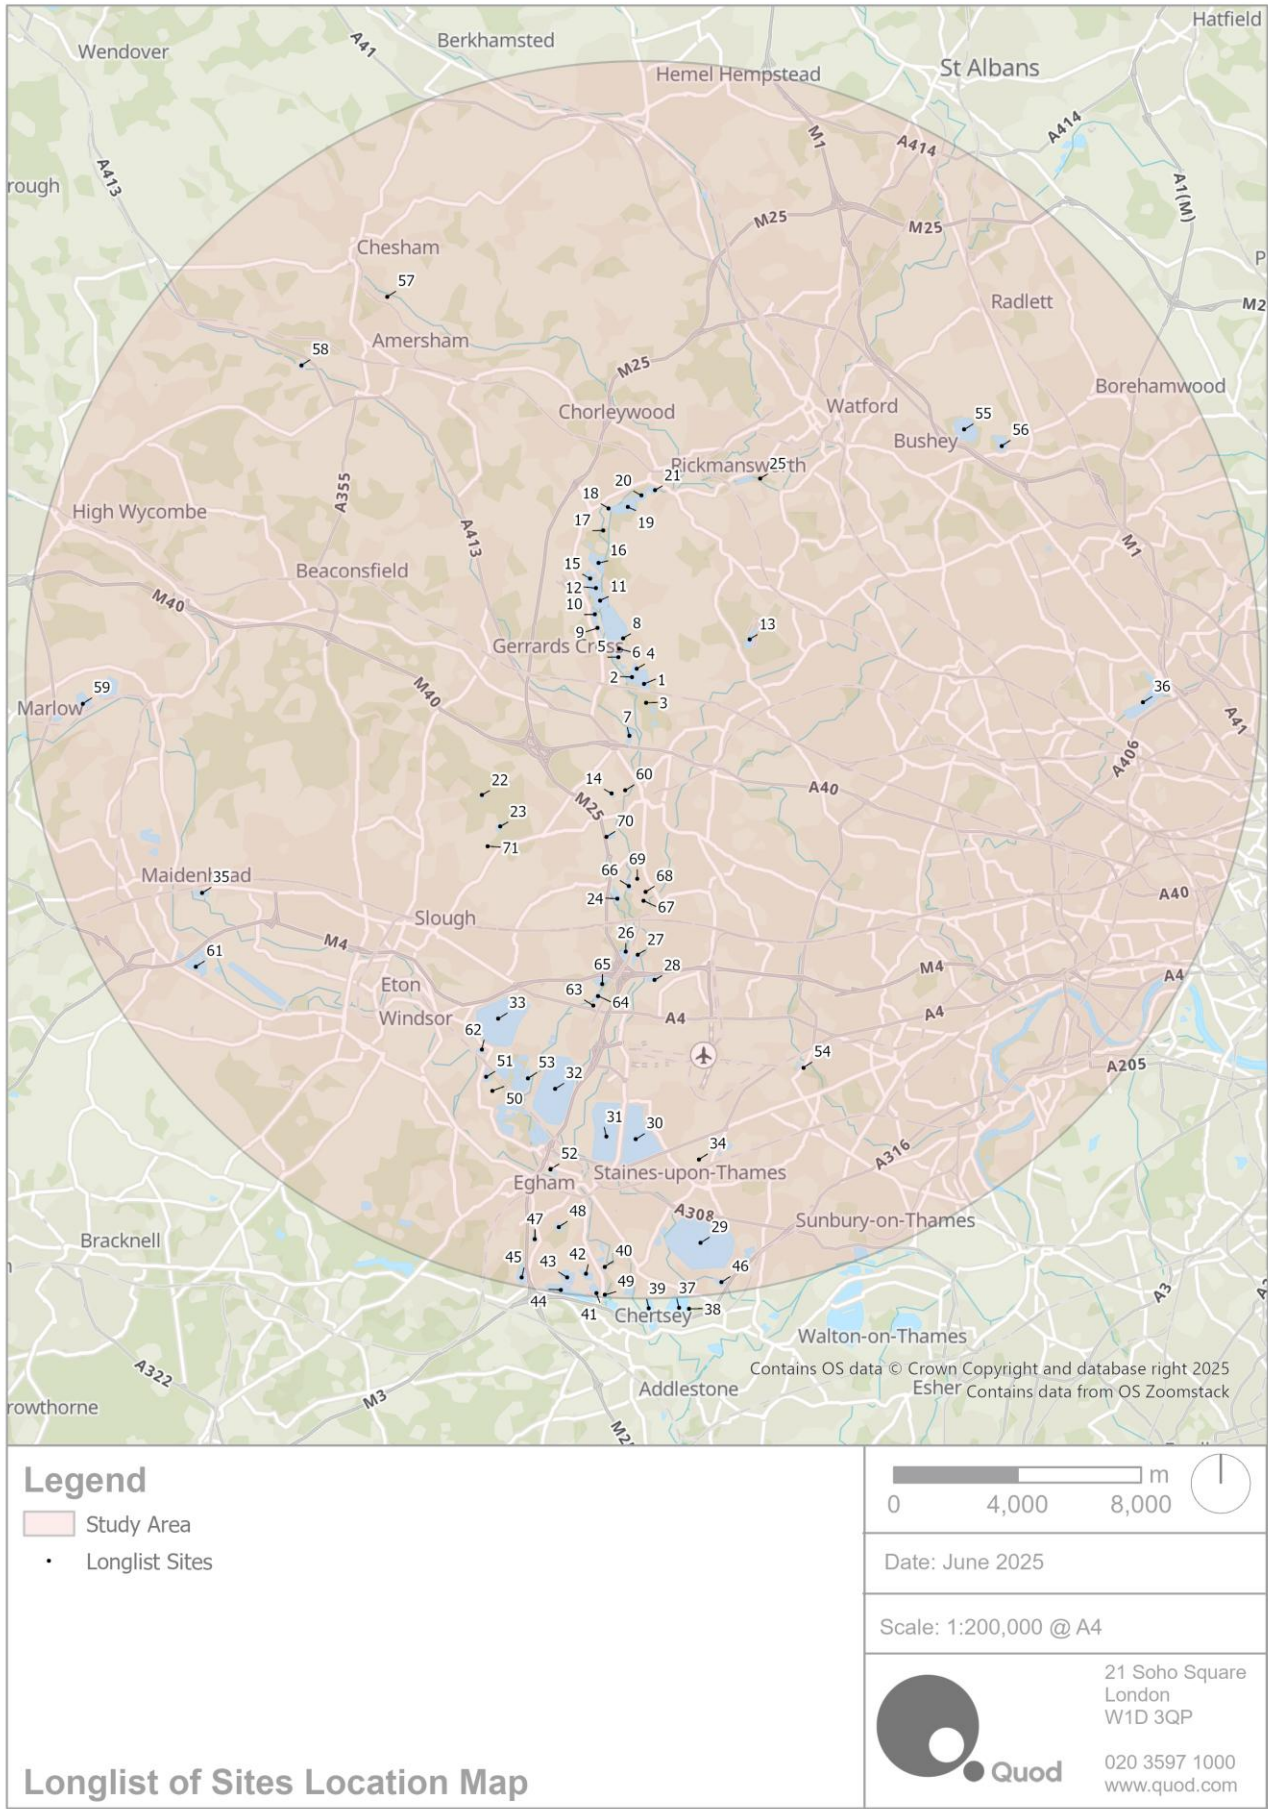 Hatfield
Wendover
A41
Berkhamsted
Hemel Hempstead
St Albans
A413
M1
A414
A414
A1(M)
rough
M25
M25
Chesham
57
P
Radlett
M2
58
Amersham
M25
Borehamwood
Chorleywood
Watford
55
Bushey
56
Rickmansworth
25
20
21
18
19
A355
High Wycombe
17
A413
16
M1
15
Beaconsfield
12
11
M40
10
9
8
13
Gerrards Cross
5
6
4
2
1
M40
36
59
3
Marlow
7
A41
A406
22
14
60
A40
M25
23
70
71
69
66
68
Maidenhead
35
24
67
A40
Slough
26
27
M4
61
65
28
M4
A4
Eton
63
64
33
A4
A4
Windsor
62
54
51
53
32
A205
50
31
30
34
52
Staines-upon-Thames
A316
Egham
A308
48
Sunbury-on-Thames
47
29
Bracknell
45
43
42
40
46
n
44
41
49
39
37
38
Chertsey
A3
A
Walton-on-Thames
A322
Contains OS data © Crown Copyright and database right 2025
M3
Addlestone
Esher
Contains data from OS Zoomstack
rowthorne
M2
Legend
Study Area
Longlist Sites
Longlist of Sites Location Map
m
0 4,000 8,000
Date: June 2025
Scale: 1:200,000 @ A4
21 Soho Square
London
W1D 3QP
020 3597 1000
www.quod.com
Quod